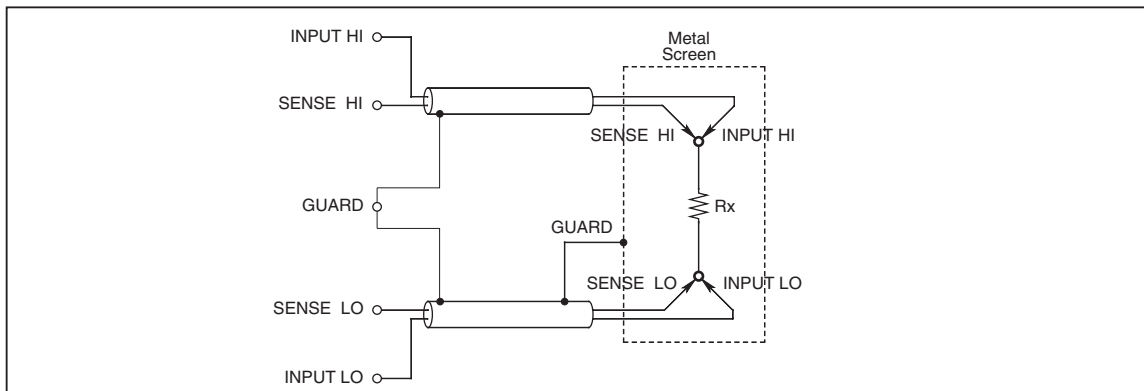 INPUT HI
Metal
Screen
SENSE HI
SENSE HI
INPUT HI
GUARD
Rx
GUARD
SENSE LO
INPUT LO
SENSE LO
INPUT LO